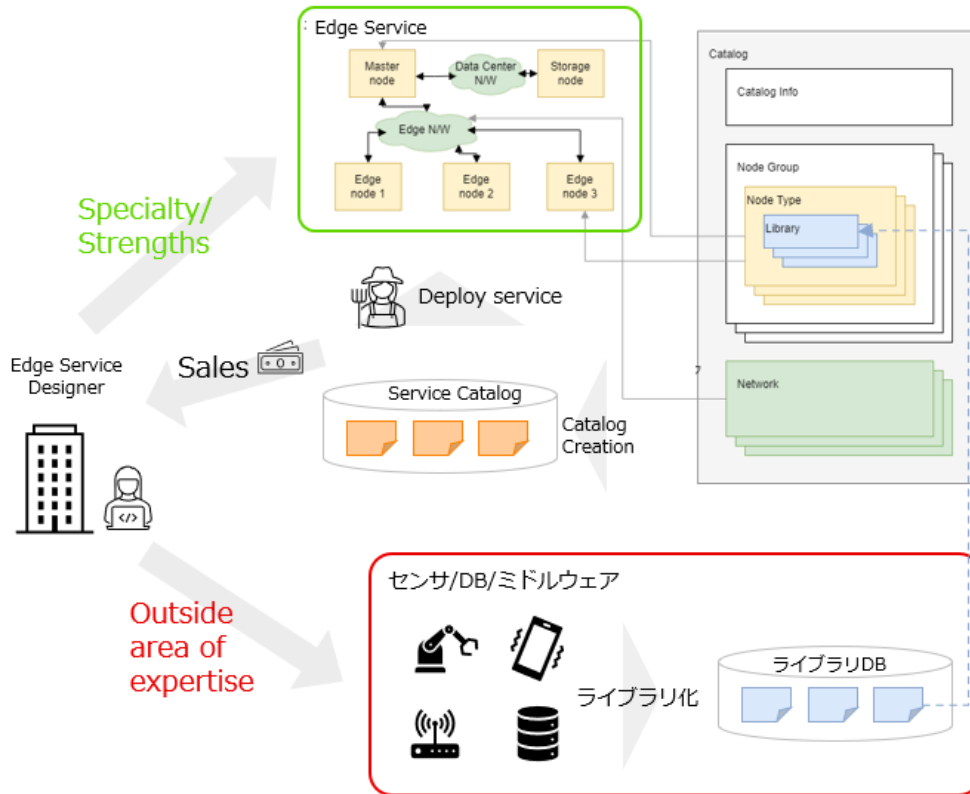 : Edge Service
Master
node
Data Center
N/W
Storage
node
Edge N/W
Edge
node 1
Edge
node 2
Edge
node 3
Catalog
Catalog Info
Node Group
Node Type
Library
7
Network
Specialty/
Strengths
Deploy service
Sales
Edge Service
Designer
</>
Service Catalog
Catalog
Creation
Outside
area of
expertise
センサ/DB/ミドルウェア
ライブラリ化
ライブラリDB